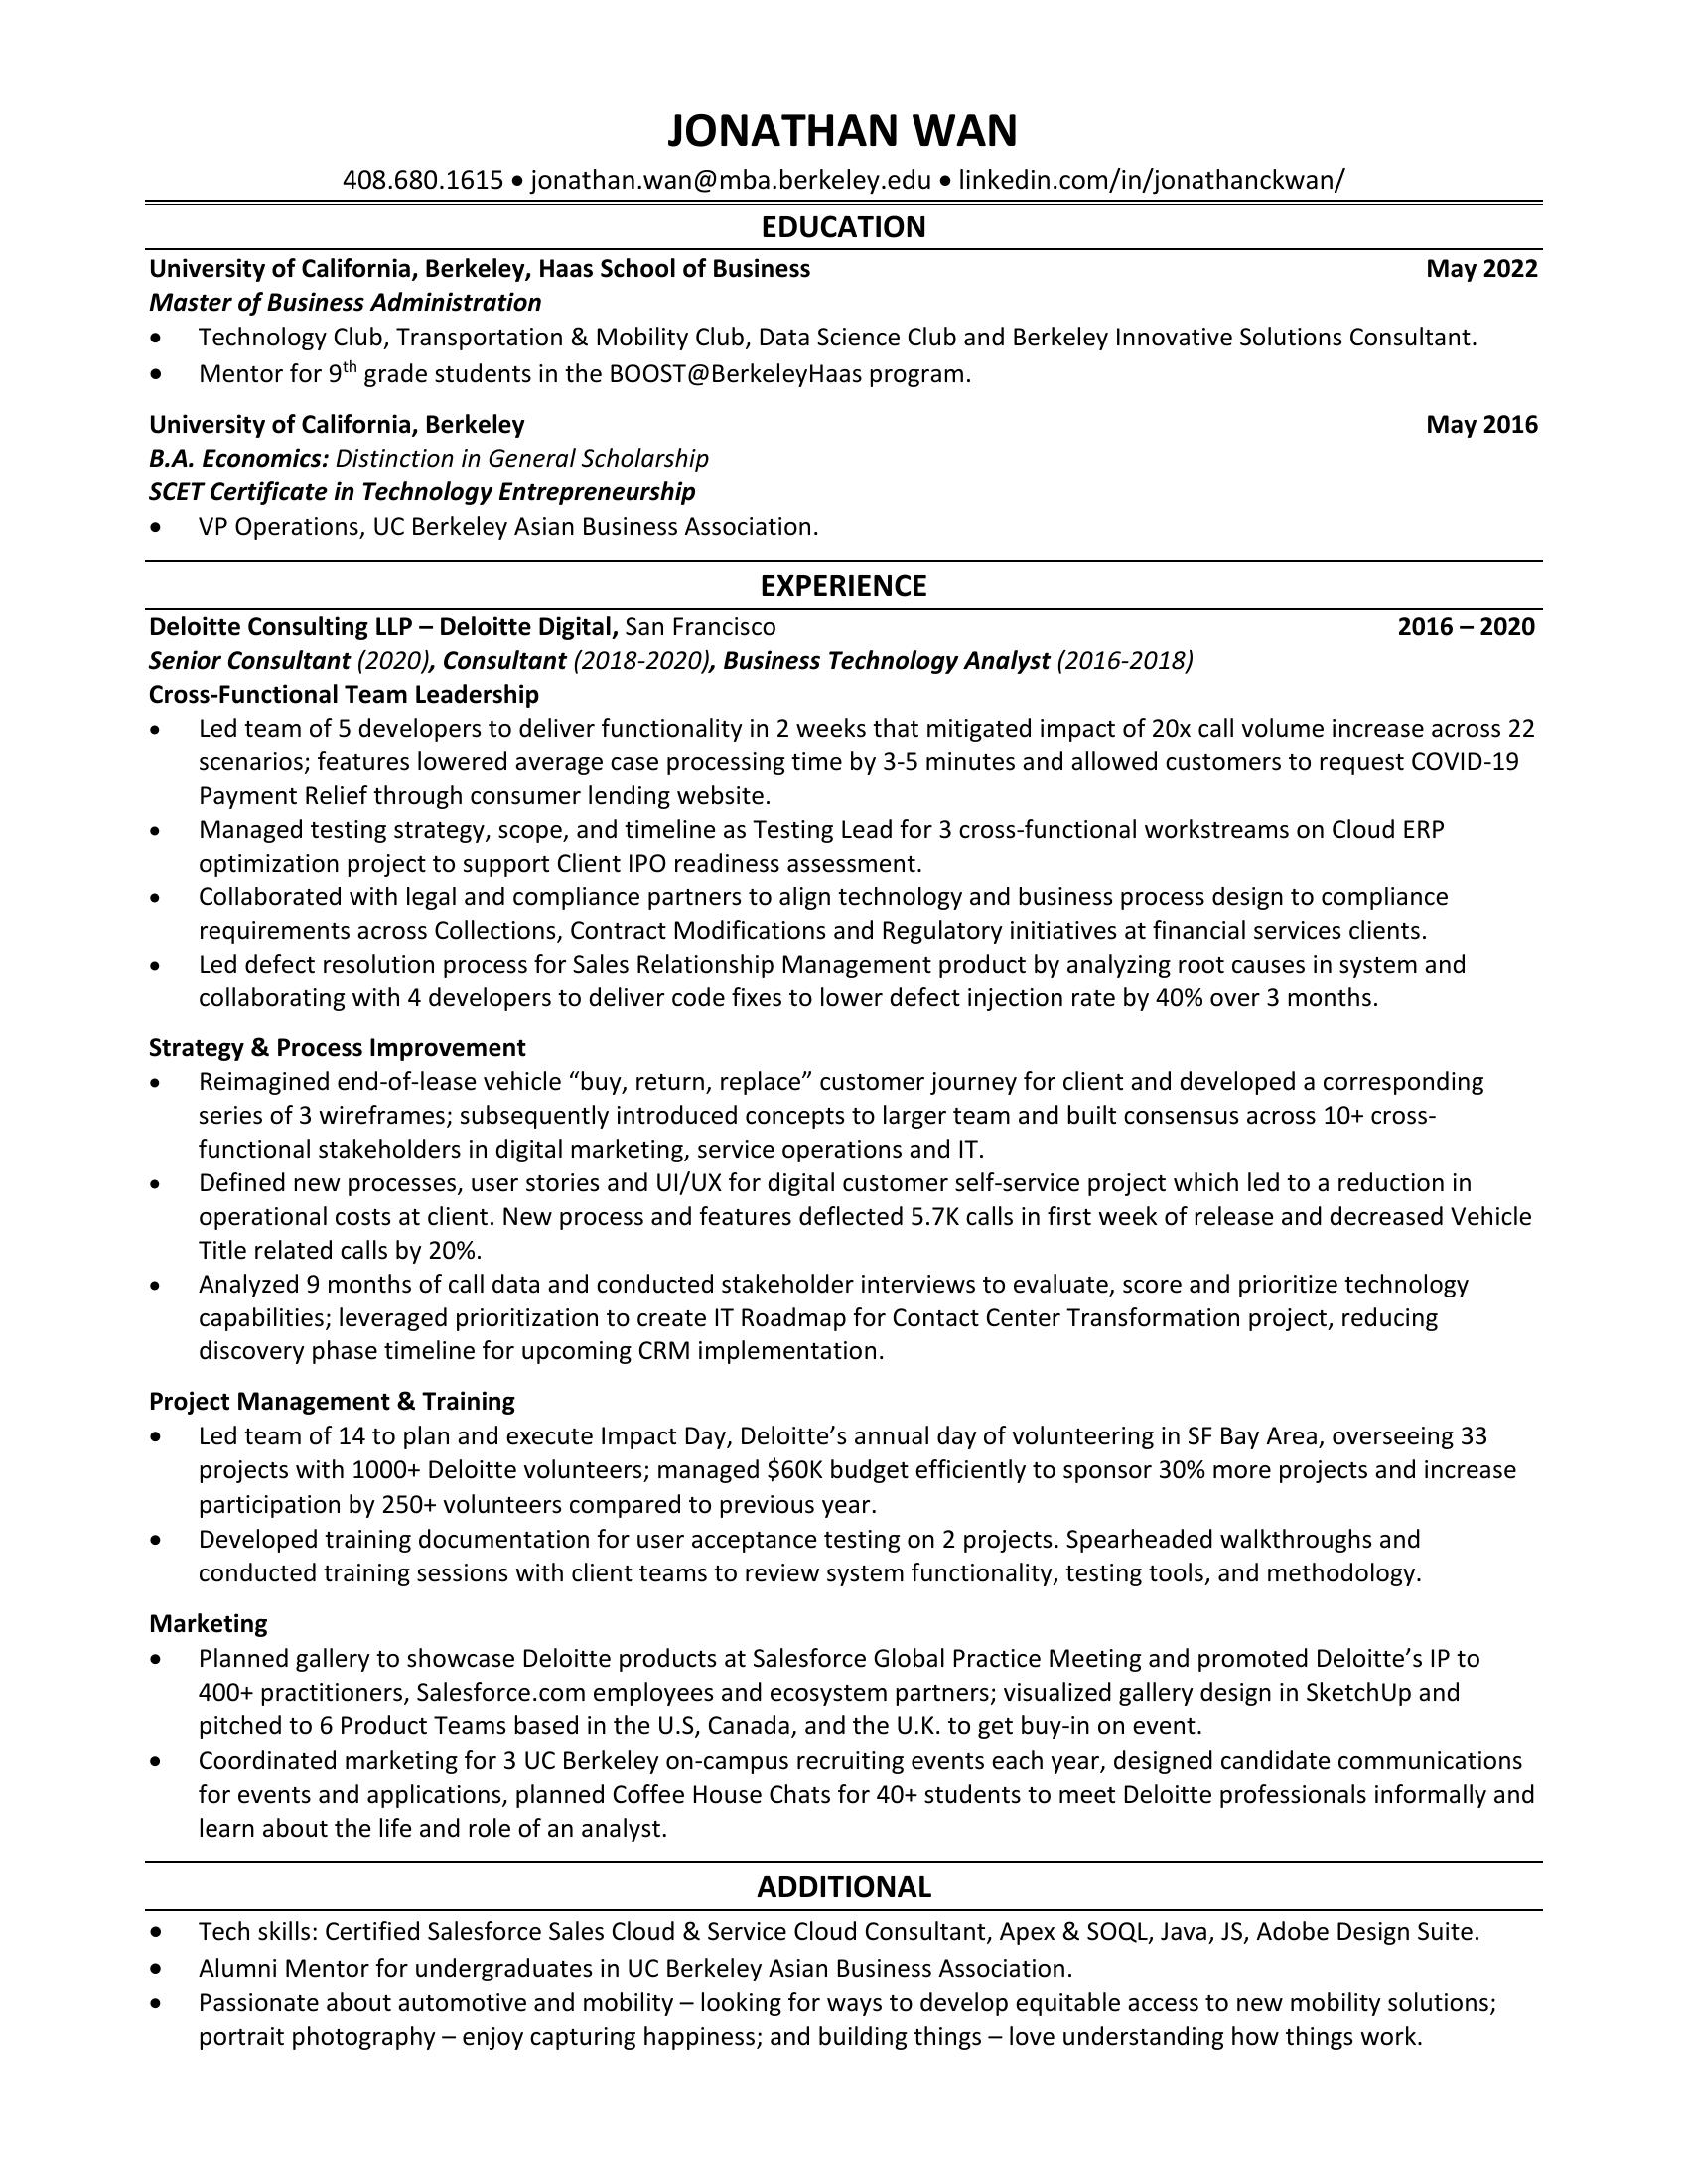 JONATHAN WAN
408.680.1615 • jonathan.wan@mba.berkeley.edu • linkedin.com/in/jonathanckwan/
EDUCATION
University of California, Berkeley, Haas School of Business May 2022
Master of Business Administration
• Technology Club, Transportation & Mobility Club, Data Science Club and Berkeley Innovative Solutions Consultant.
• Mentor for 9th grade students in the BOOST@BerkeleyHaas program.
University of California, Berkeley May 2016
B.A. Economics: Distinction in General Scholarship
SCET Certificate in Technology Entrepreneurship
• VP Operations, UC Berkeley Asian Business Association.
EXPERIENCE
Deloitte Consulting LLP – Deloitte Digital, San Francisco 2016 – 2020
Senior Consultant (2020), Consultant (2018-2020), Business Technology Analyst (2016-2018)
Cross-Functional Team Leadership
• Led team of 5 developers to deliver functionality in 2 weeks that mitigated impact of 20x call volume increase across 22
scenarios; features lowered average case processing time by 3-5 minutes and allowed customers to request COVID-19
Payment Relief through consumer lending website.
• Managed testing strategy, scope, and timeline as Testing Lead for 3 cross-functional workstreams on Cloud ERP
optimization project to support Client IPO readiness assessment.
• Collaborated with legal and compliance partners to align technology and business process design to compliance
requirements across Collections, Contract Modifications and Regulatory initiatives at financial services clients.
• Led defect resolution process for Sales Relationship Management product by analyzing root causes in system and
collaborating with 4 developers to deliver code fixes to lower defect injection rate by 40% over 3 months.
Strategy & Process Improvement
• Reimagined end-of-lease vehicle “buy, return, replace” customer journey for client and developed a corresponding
series of 3 wireframes; subsequently introduced concepts to larger team and built consensus across 10+ cross-
functional stakeholders in digital marketing, service operations and IT.
• Defined new processes, user stories and UI/UX for digital customer self-service project which led to a reduction in
operational costs at client. New process and features deflected 5.7K calls in first week of release and decreased Vehicle
Title related calls by 20%.
• Analyzed 9 months of call data and conducted stakeholder interviews to evaluate, score and prioritize technology
capabilities; leveraged prioritization to create IT Roadmap for Contact Center Transformation project, reducing
discovery phase timeline for upcoming CRM implementation.
Project Management & Training
• Led team of 14 to plan and execute Impact Day, Deloitte’s annual day of volunteering in SF Bay Area, overseeing 33
projects with 1000+ Deloitte volunteers; managed $60K budget efficiently to sponsor 30% more projects and increase
participation by 250+ volunteers compared to previous year.
• Developed training documentation for user acceptance testing on 2 projects. Spearheaded walkthroughs and
conducted training sessions with client teams to review system functionality, testing tools, and methodology.
Marketing
• Planned gallery to showcase Deloitte products at Salesforce Global Practice Meeting and promoted Deloitte’s IP to
400+ practitioners, Salesforce.com employees and ecosystem partners; visualized gallery design in SketchUp and
pitched to 6 Product Teams based in the U.S, Canada, and the U.K. to get buy-in on event.
• Coordinated marketing for 3 UC Berkeley on-campus recruiting events each year, designed candidate communications
for events and applications, planned Coffee House Chats for 40+ students to meet Deloitte professionals informally and
learn about the life and role of an analyst.
ADDITIONAL
• Tech skills: Certified Salesforce Sales Cloud & Service Cloud Consultant, Apex & SOQL, Java, JS, Adobe Design Suite.
• Alumni Mentor for undergraduates in UC Berkeley Asian Business Association.
• Passionate about automotive and mobility – looking for ways to develop equitable access to new mobility solutions;
portrait photography – enjoy capturing happiness; and building things – love understanding how things work.